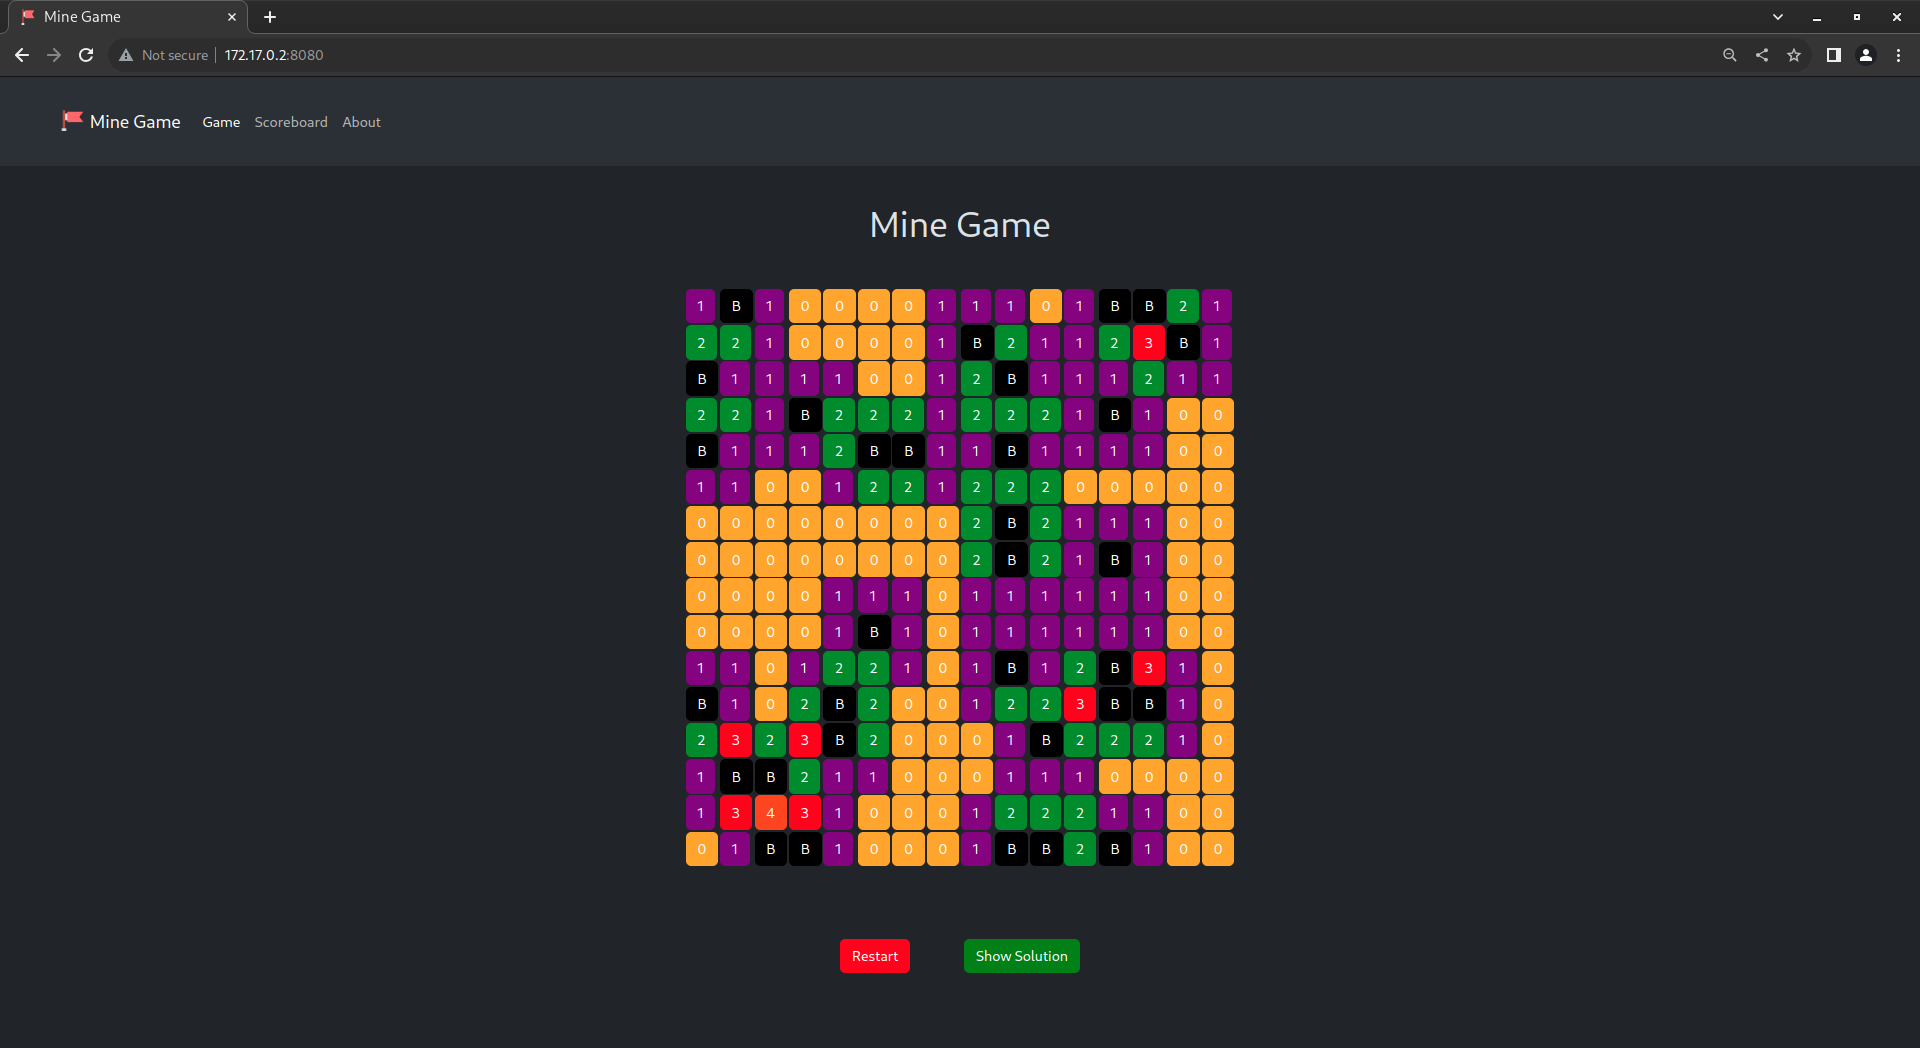 Mine Game
Not secure 172.17.0.2:8080
Mine Game Game Scoreboard About
Mine Game
1 B 1 0 0 0 0 1 1 1 0 1 B B 2 1
2 2 1 0 0 0 0 1 B 2 1 1 2 3 B 1
B 1 1 1 1 0 0 1 2 B 1 1 1 2 1 1
2 2 1 B 2 2 2 1 2 2 2 1 B 1 0 0
B 1 1 1 2 B B 1 1 B 1 1 1 1 0 0
1 1 0 0 1 2 2 1 2 2 2 0 0 0 0 0
0 0 0 0 0 0 0 0 2 B 2 1 1 1 0 0
0 0 0 0 0 0 0 0 2 B 2 1 B 1 0 0
0 0 0 0 1 1 1 0 1 1 1 1 1 1 0 0
0 0 0 0 1 B 1 0 1 1 1 1 1 1 0 0
1 1 0 1 2 2 1 0 1 B 1 2 B 3 1 0
B 1 0 2 B 2 0 0 1 2 2 3 B B 1 0
2 3 2 3 B 2 0 0 0 1 B 2 2 2 1 0
1 B B 2 1 1 0 0 0 1 1 1 0 0 0 0
1 3 4 3 1 0 0 0 1 2 2 2 1 1 0 0
0 1 B B 1 0 0 0 1 B B 2 B 1 0 0
Restart Show Solution